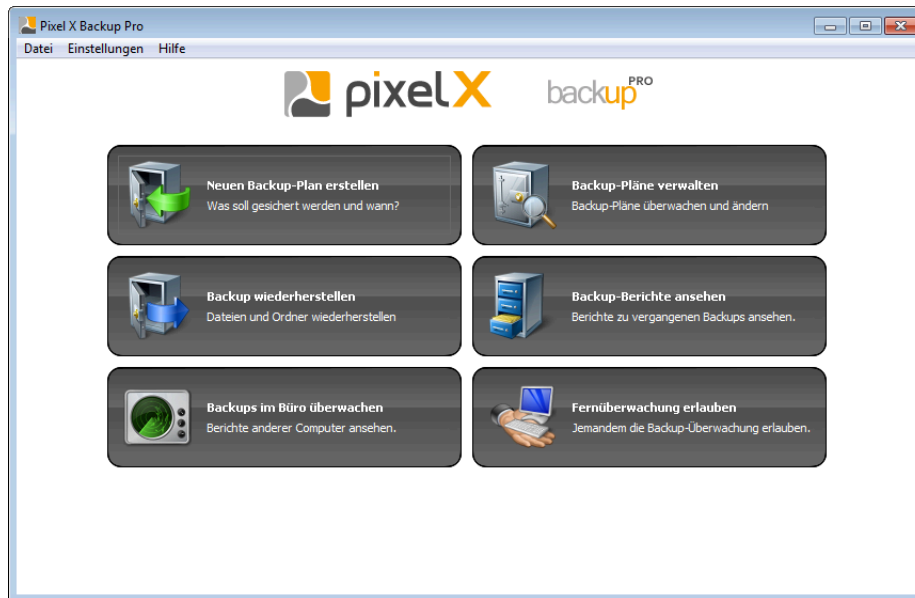 Pixel X Backup Pro
Datei Einstellungen Hilfe
pixelX backup PRO
Neuen Backup-Plan erstellen
Was soll gesichert werden und wann?
Backup-Pläne verwalten
Backup-Pläne überwachen und ändern
Backup wiederherstellen
Dateien und Ordner wiederherstellen
Backup-Berichte ansehen
Berichte zu vergangenen Backups ansehen.
Backups im Büro überwachen
Berichte anderer Computer ansehen.
Fernüberwachung erlauben
Jemandem die Backup-Überwachung erlauben.